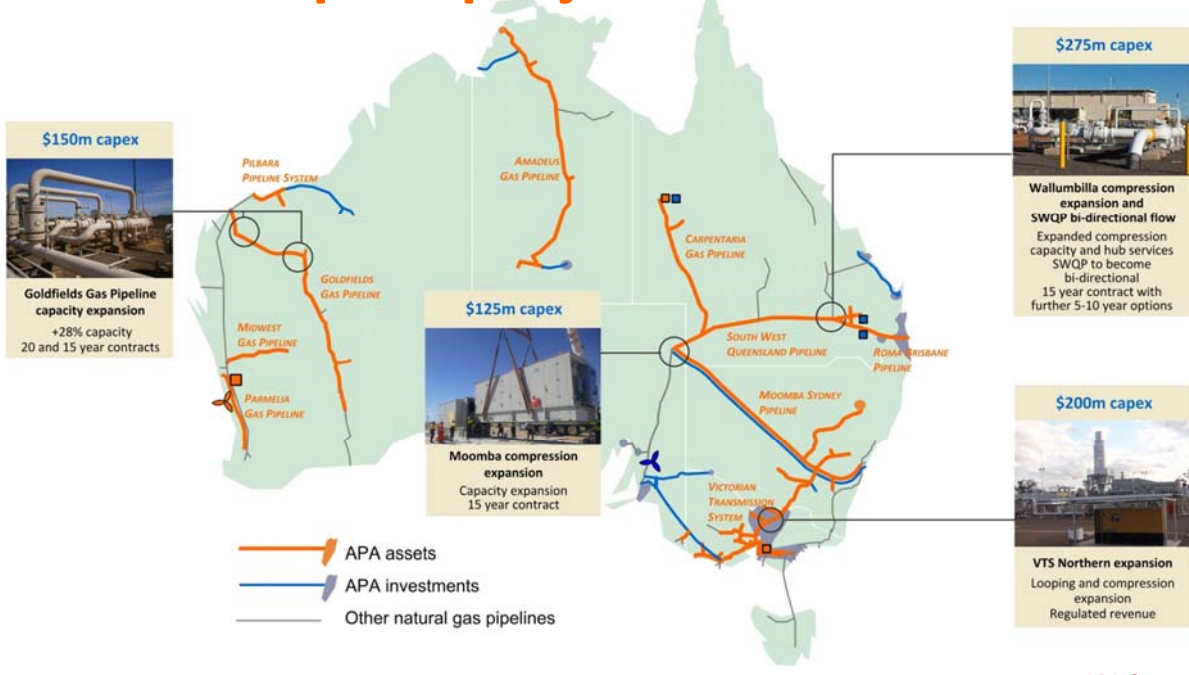 $150m capex
Goldfields Gas Pipeline
capacity expansion
+28% capacity
20 and 15 year contracts
PILBARA
PIPELINE SYSTEM
GOLDFIELDS
GAS PIPELINE
MIDWEST
GAS PIPELINE
PARMELIA
GAS PIPELINE
AMADEUS
GAS PIPELINE
CARPENTARIA
GAS PIPELINE
SOUTH WEST
QUEENSLAND PIPELINE
ROMA BRISBANE
PIPELINE
MOOMBA SYDNEY
PIPELINE
VICTORIAN
TRANSMISSION
SYSTEM
$125m capex
Moomba compression
expansion
Capacity expansion
15 year contract
$275m capex
Wallumbilla compression
expansion and
SWQP bi-directional flow
Expanded compression
capacity and hub services
SWQP to become
bi-directional
15 year contract with
further 5-10 year options
$200m capex
VTS Northern expansion
Looping and compression
expansion
Regulated revenue
APA assets
APA investments
Other natural gas pipelines